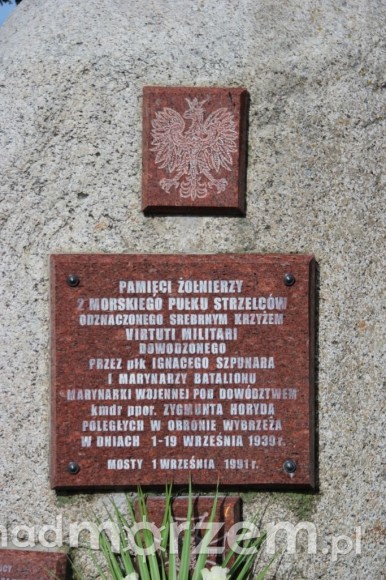 PAMIĘCI ŻOŁNIERZY
2 MORSKIEGO PUŁKU STRZELCÓW
ODZNACZONEGO SREBRNYM KRZYŻEM
VIRTUTI MILITARI
DOWODZONEGO
PRZEZ płk IGNACEGO SZPUNARA
I MARYNARZY BATALIONU
MARYNARKI WOJENNEJ POD DOWÓDZTWEM
kmdr ppor. ZYGMUNTA HORYDA
POLEGŁYCH W OBRONIE WYBRZEŻA
W DNIACH 1-19 WRZEŚNIA 1939 r.
MOSTY 1 WRZEŚNIA 1991 r.
nadmorzem.pl